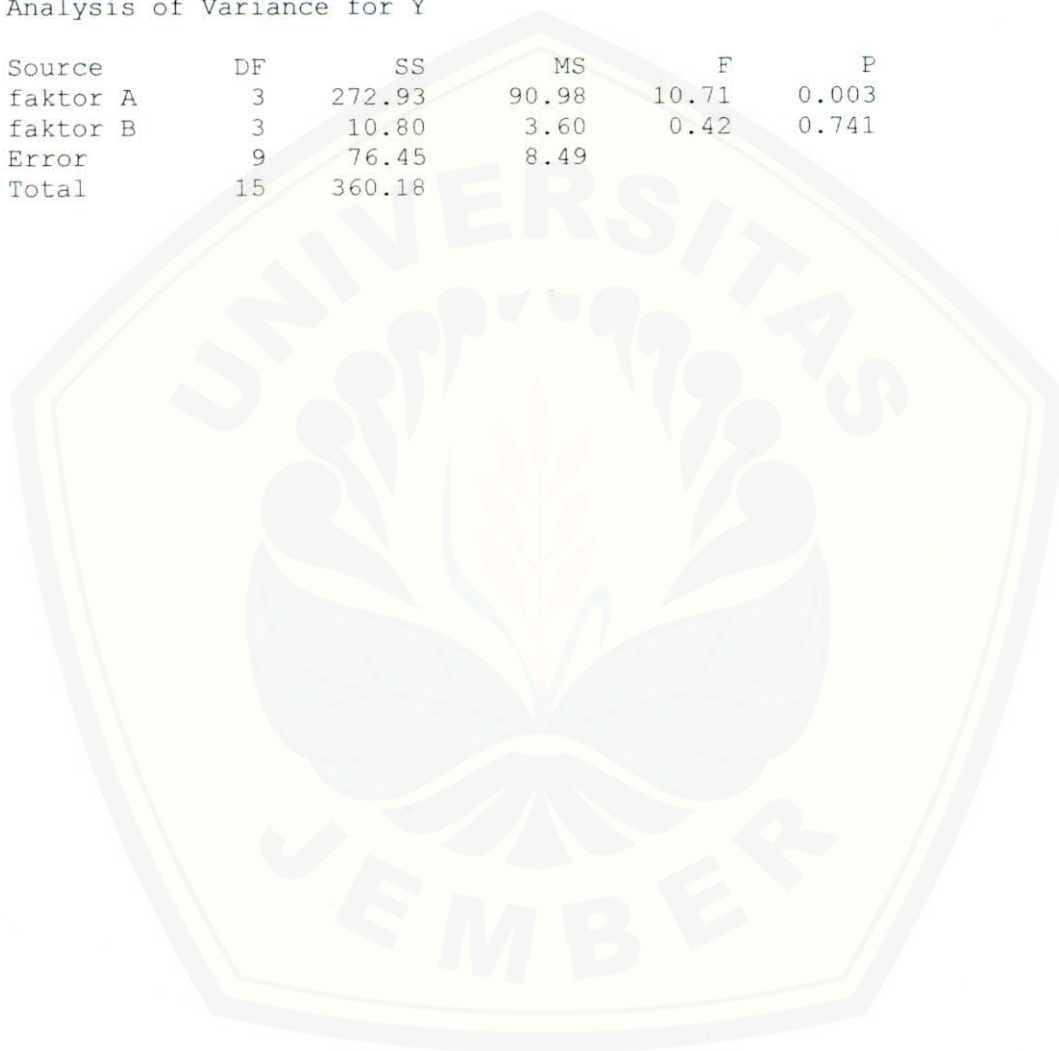 Analysis of Variance for Y
Source DF SS MS F P
faktor A 3 272.93 90.98 10.71 0.003
faktor B 3 10.80 3.60 0.42 0.741
Error 9 76.45 8.49
Total 15 360.18
UNIVERSITAS
JEMBER